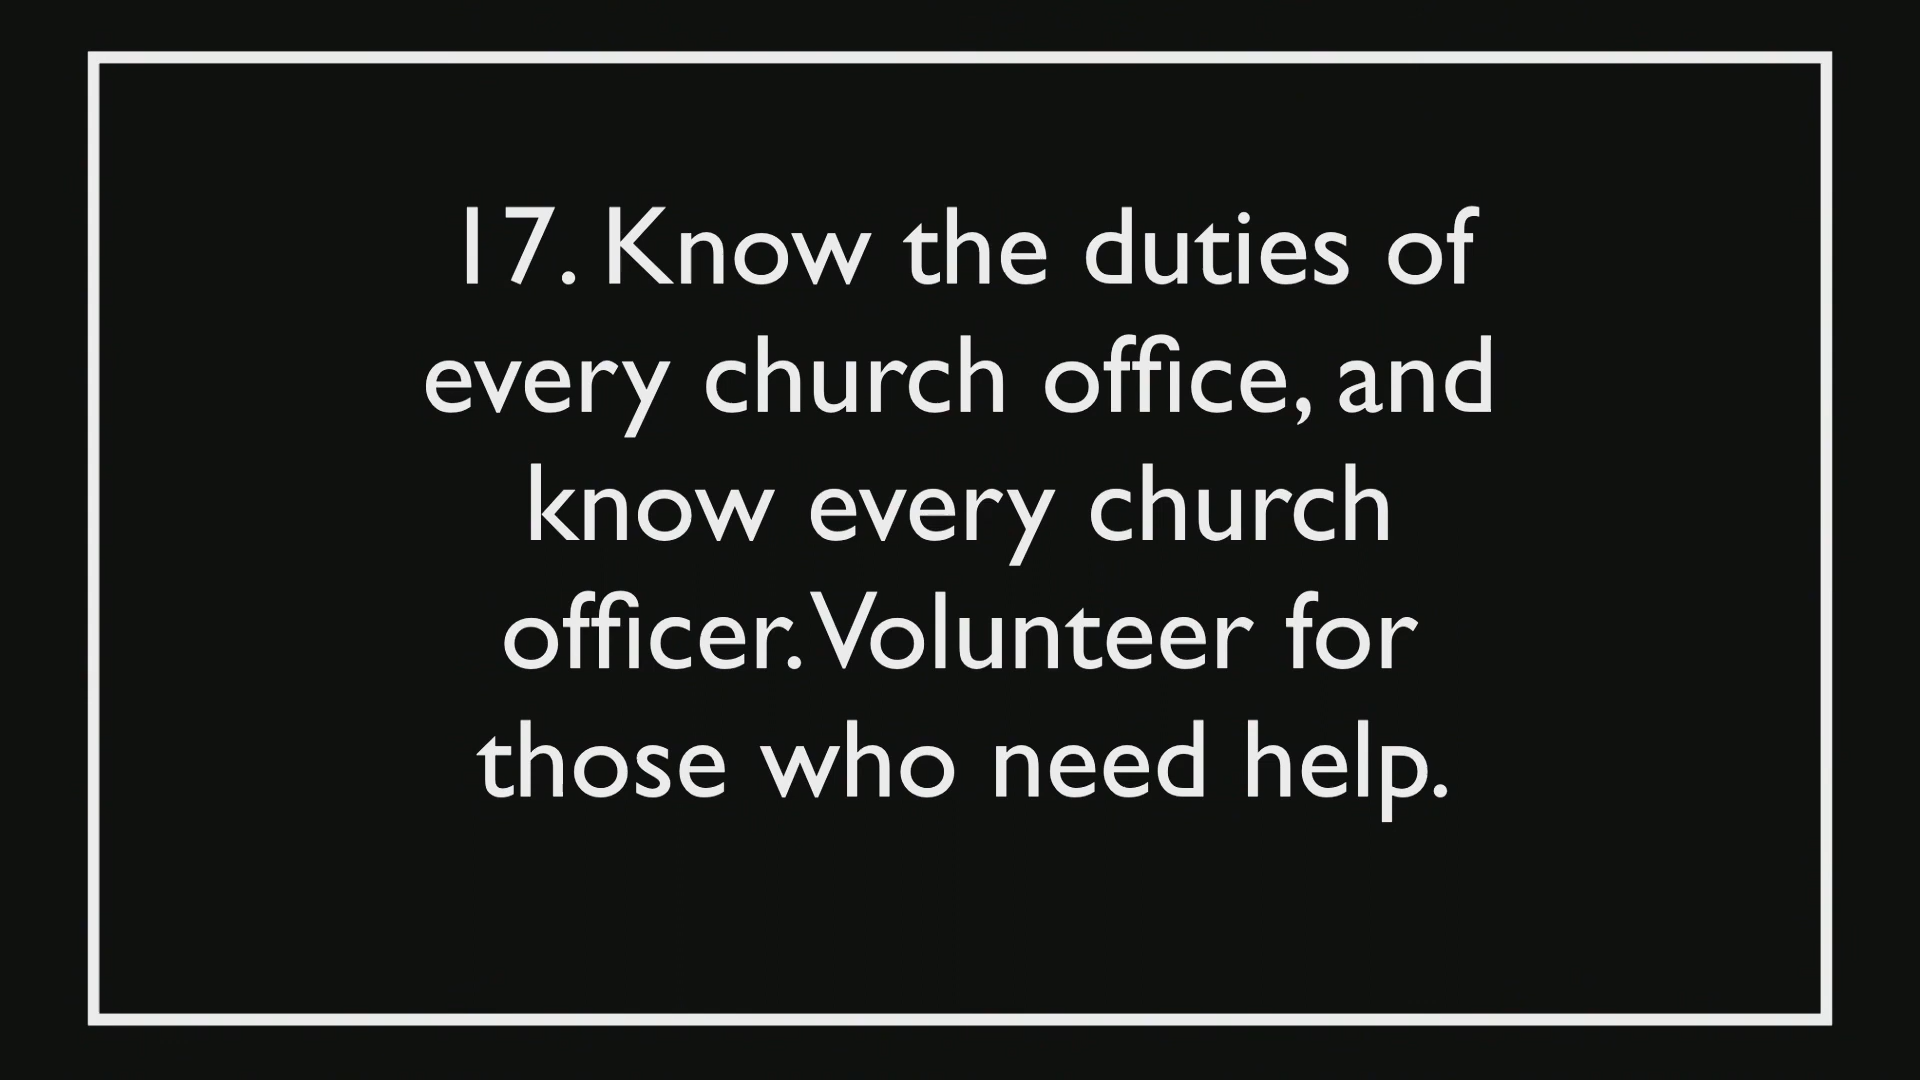 17. Know the duties of
every church office, and
know every church
officer. Volunteer for
those who need help.